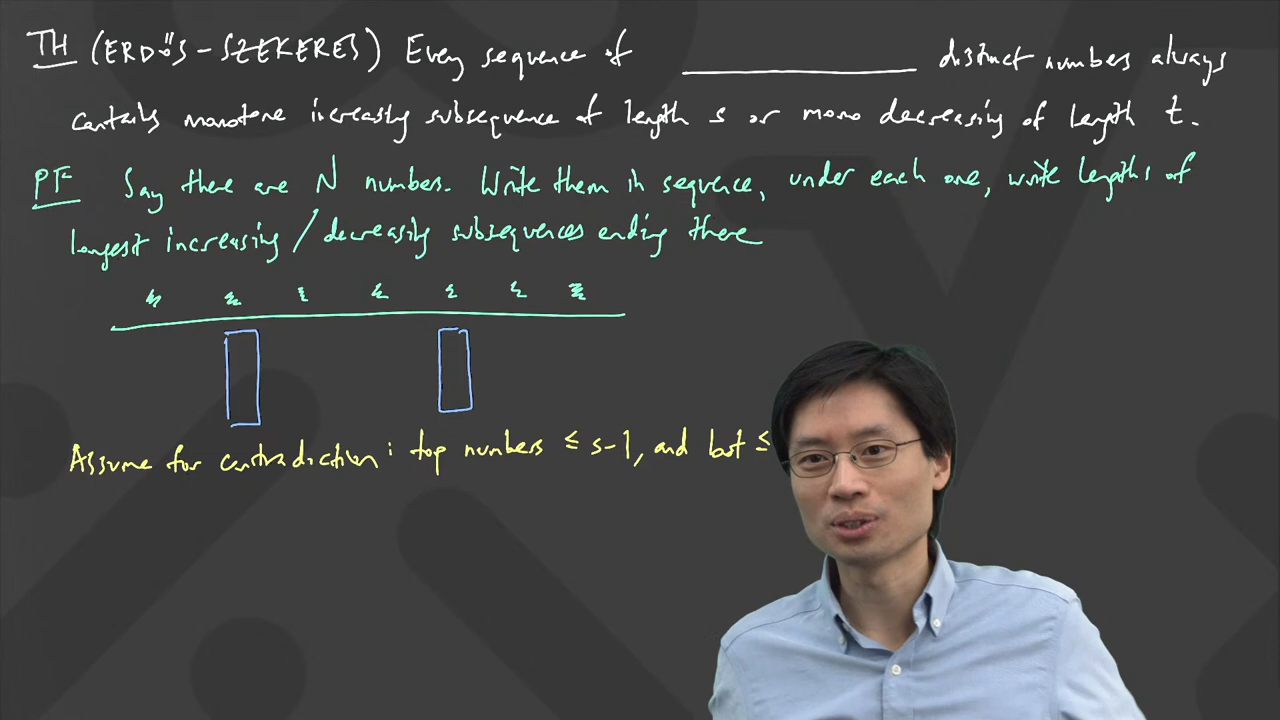 TH (ERDŐS-SZEKERES) Every sequence of ____________ distinct numbers always
contains monotone increasing subsequence of length s or mono decreasing of length t.
PF Say there are N numbers. Write them in sequence, under each one, write lengths of
longest increasing / decreasing subsequences ending there
Assume for contradiction: top numbers ≤ s-1, and bot ≤